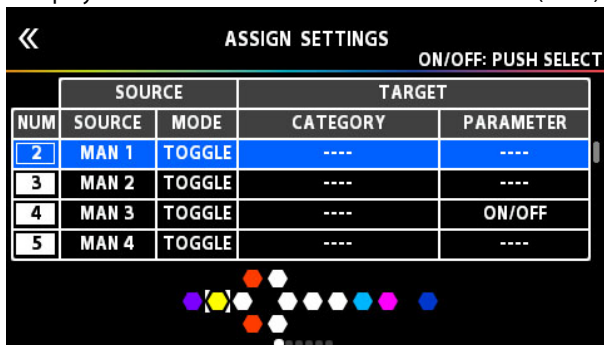 ASSIGN SETTINGS
ON/OFF: PUSH SELECT
SOURCE TARGET
NUM SOURCE MODE CATEGORY PARAMETER
2 MAN 1 TOGGLE ---- ----
3 MAN 2 TOGGLE ---- ----
4 MAN 3 TOGGLE ---- ON/OFF
5 MAN 4 TOGGLE ---- ----